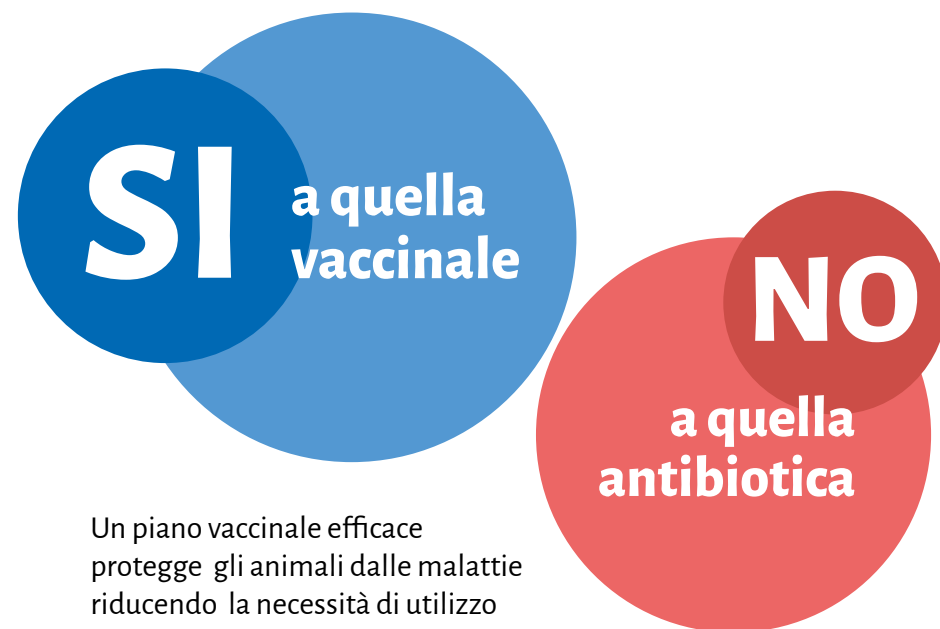 SI
a quella
vaccinale
NO
a quella
antibiotica
Un piano vaccinale efficace
protegge gli animali dalle malattie
riducendo la necessità di utilizzo